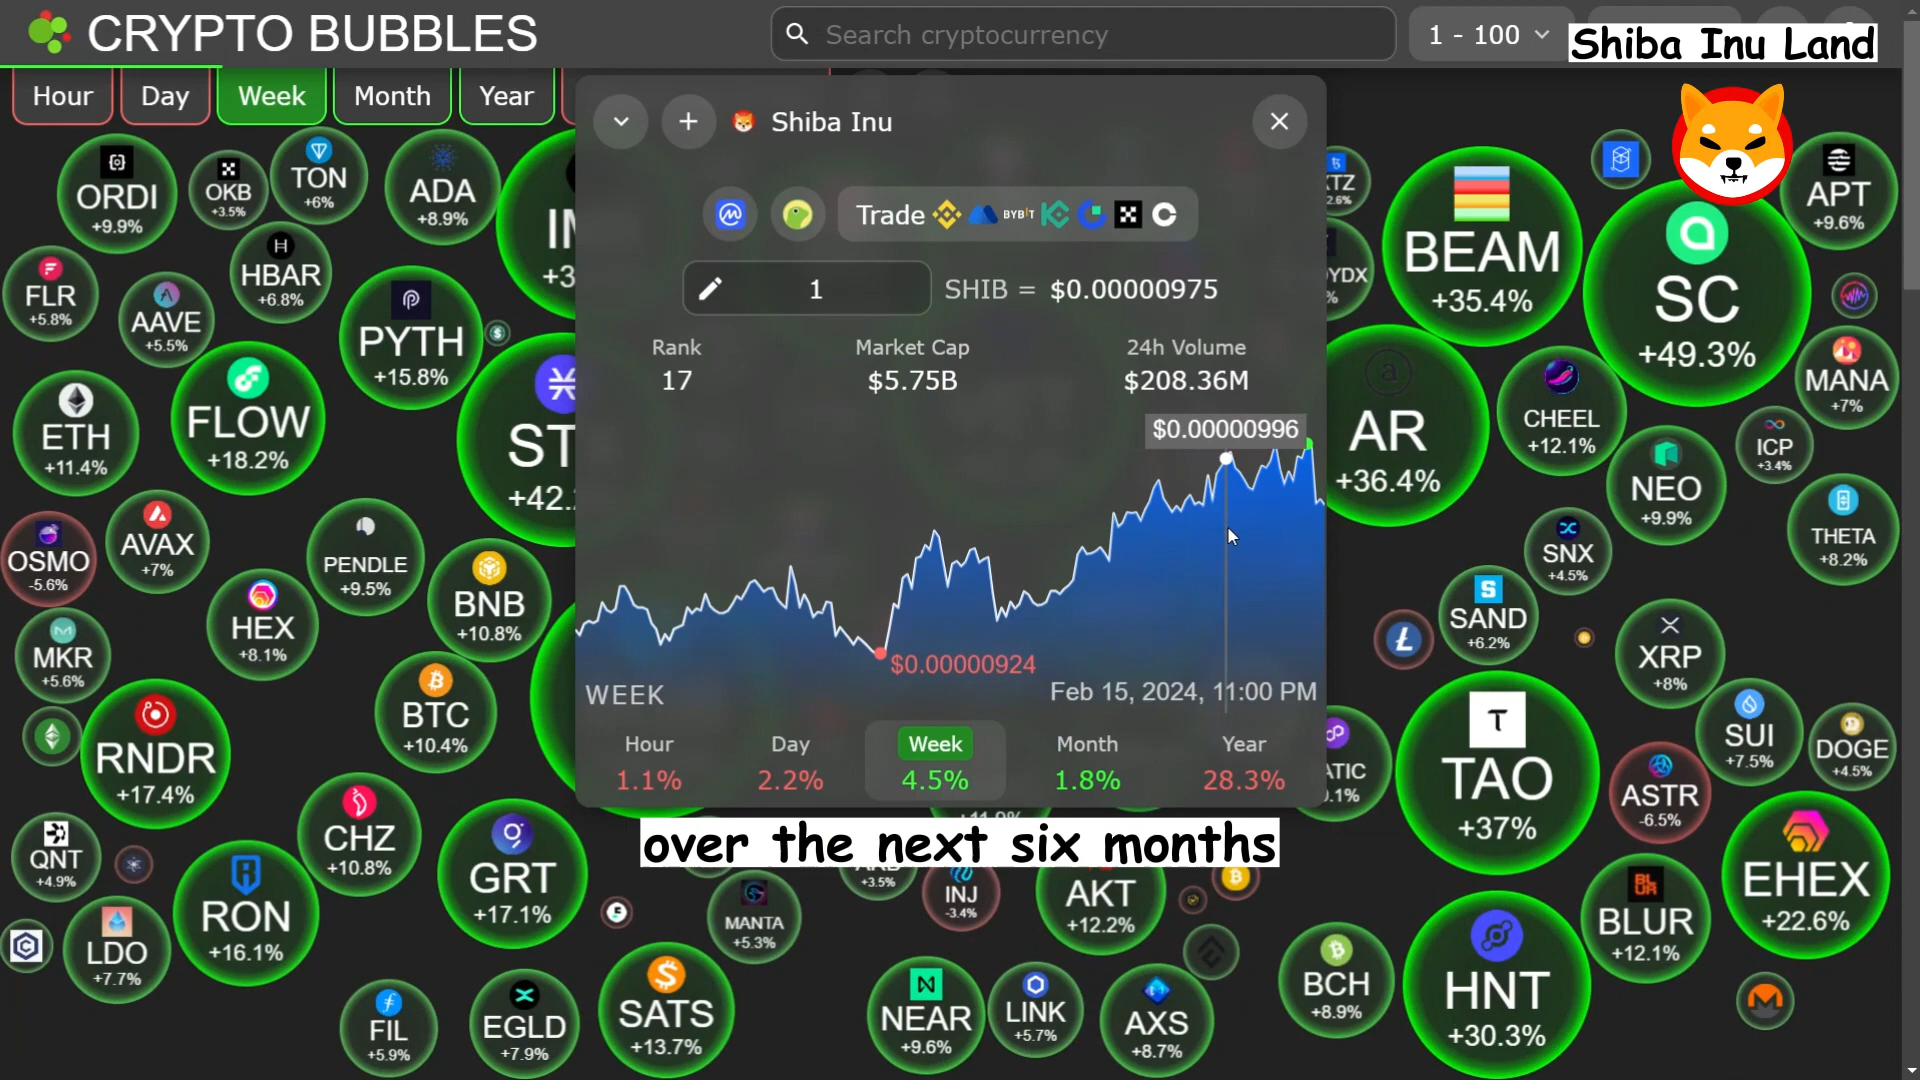 CRYPTO BUBBLES
Search cryptocurrency
1 - 100
Shiba Inu Land
Hour
Day
Week
Month
Year
Shiba Inu
Trade
BYBIT
1
SHIB = $0.00000975
Rank
17
Market Cap
$5.75B
24h Volume
$208.36M
$0.00000996
$0.00000924
WEEK
Feb 15, 2024, 11:00 PM
Hour
1.1%
Day
2.2%
Week
4.5%
Month
1.8%
Year
28.3%
over the next six months
ORDI
+9.9%
OKB
+3.5%
TON
+6%
ADA
+8.9%
FLR
+5.8%
HBAR
+6.8%
AAVE
+5.5%
PYTH
+15.8%
FLOW
+18.2%
ETH
+11.4%
OSMO
-5.6%
AVAX
+7%
PENDLE
+9.5%
BNB
+10.8%
HEX
+8.1%
MKR
+5.6%
BTC
+10.4%
RNDR
+17.4%
CHZ
+10.8%
QNT
+4.9%
GRT
+17.1%
RON
+16.1%
LDO
+7.7%
FIL
+5.9%
EGLD
+7.9%
SATS
+13.7%
MANTA
+5.3%
+3.5%
INJ
-3.4%
AKT
+12.2%
NEAR
+9.6%
LINK
+5.7%
AXS
+8.7%
BEAM
+35.4%
SC
+49.3%
APT
+9.6%
AR
+36.4%
CHEEL
+12.1%
MANA
+7%
ICP
+3.4%
NEO
+9.9%
THETA
+8.2%
SNX
+4.5%
SAND
+6.2%
XRP
+8%
SUI
+7.5%
DOGE
+4.5%
TAO
+37%
ASTR
-6.5%
EHEX
+22.6%
BLUR
+12.1%
BCH
+8.9%
HNT
+30.3%